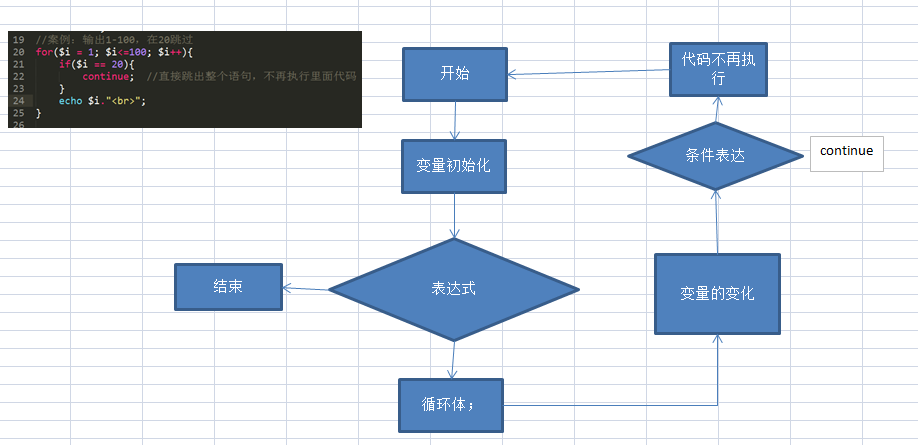 19 //案例：输出1-100，在20跳过
20 for($i = 1; $i<=100; $i++){
21 if($i == 20){
22 continue; //直接跳出整个语句，不再执行里面代码
23 }
24 echo $i."<br>";
25 }
26
开始
代码不再执
行
变量初始化
条件表达
continue
表达式
结束
变量的变化
循环体；